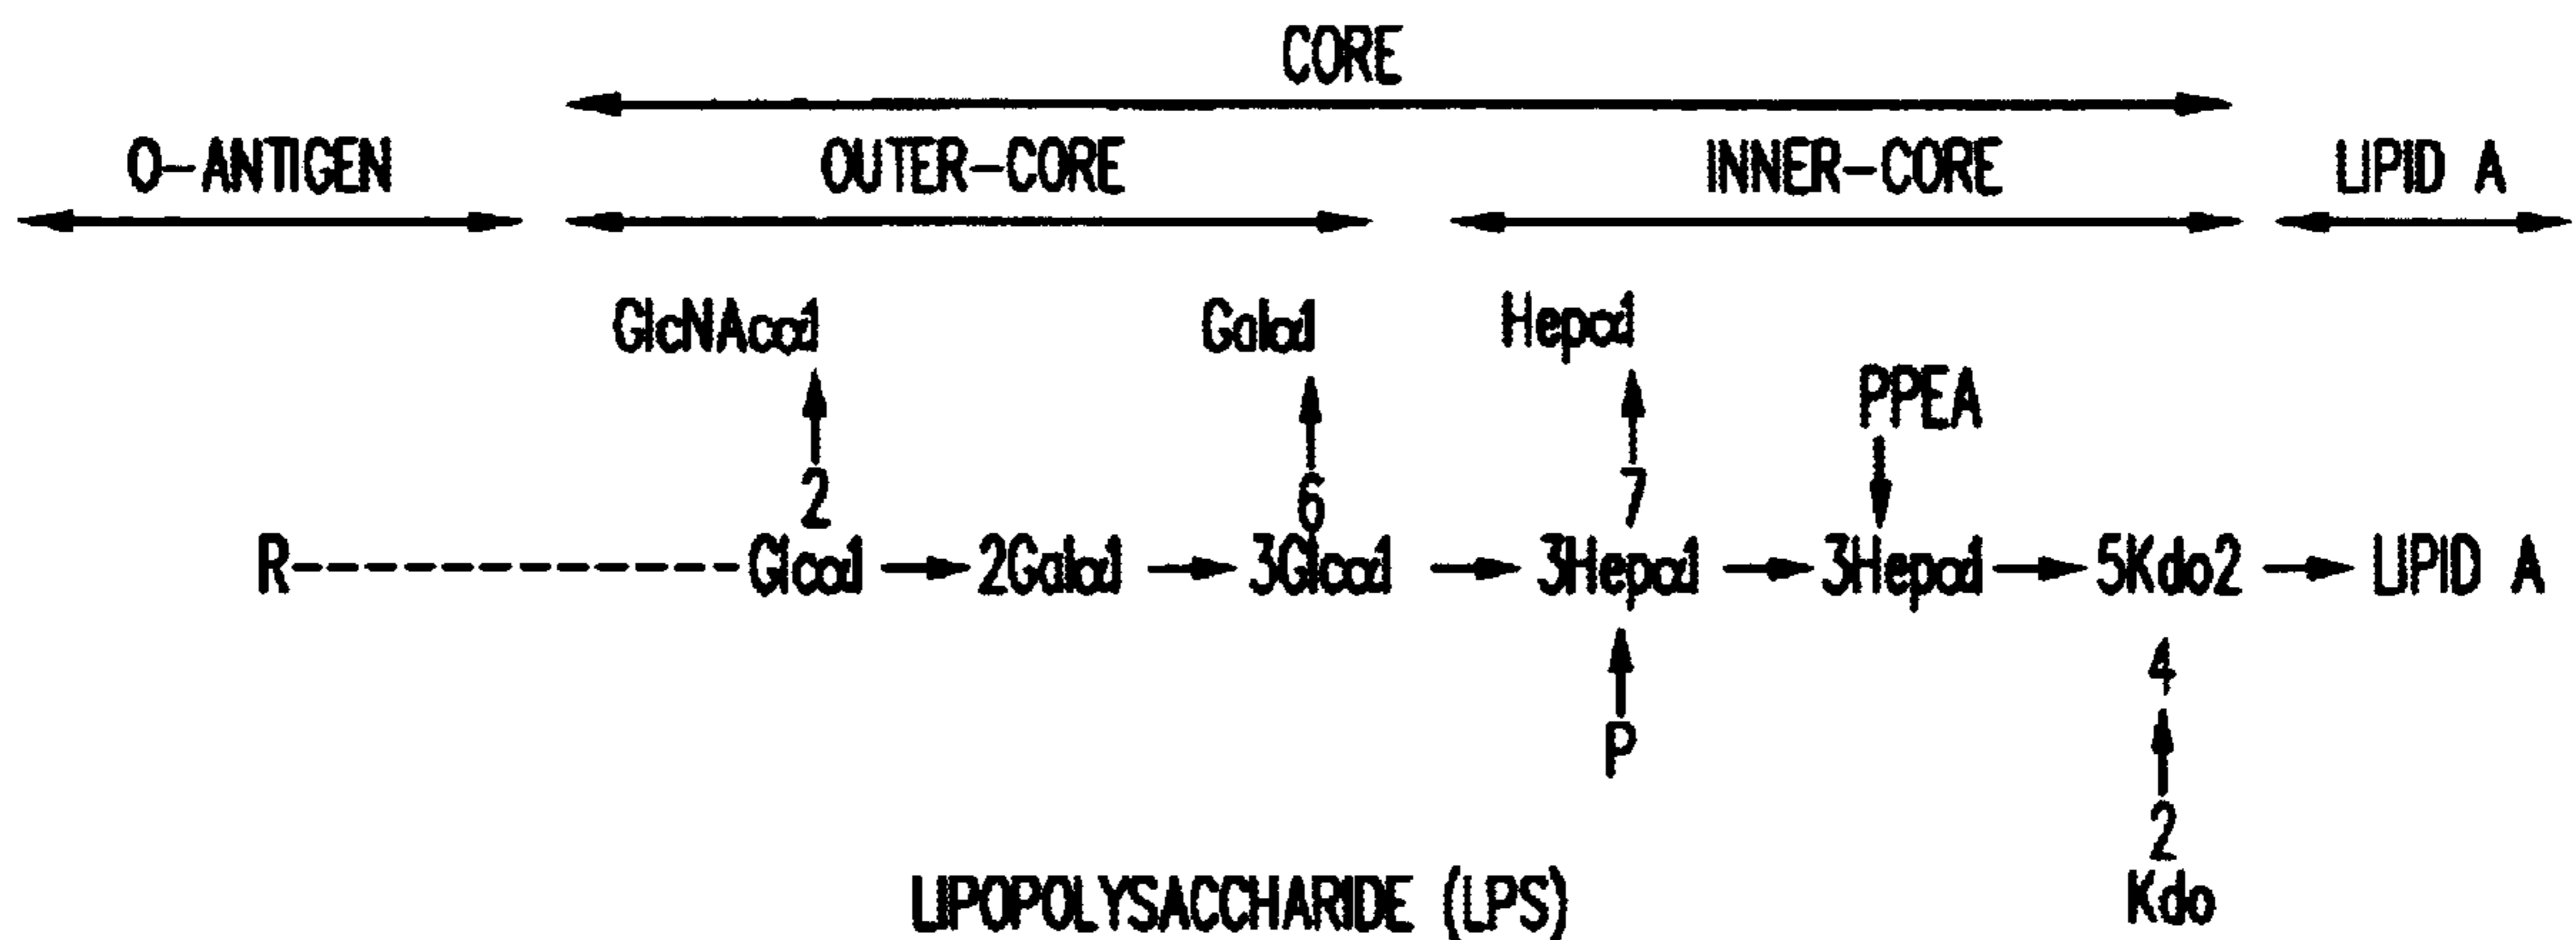 CORE
O-ANTIGEN OUTER-CORE INNER-CORE LIPID A
GlcNAcα1 Galα1 Hepα1
PPEA
2 6 7
R Glcα1 2Galα1 3Glcα1 3Hepα1 3Hepα1 5Kdo2 LIPID A
4
P
2
Kdo
LIPOPOLYSACCHARIDE (LPS)